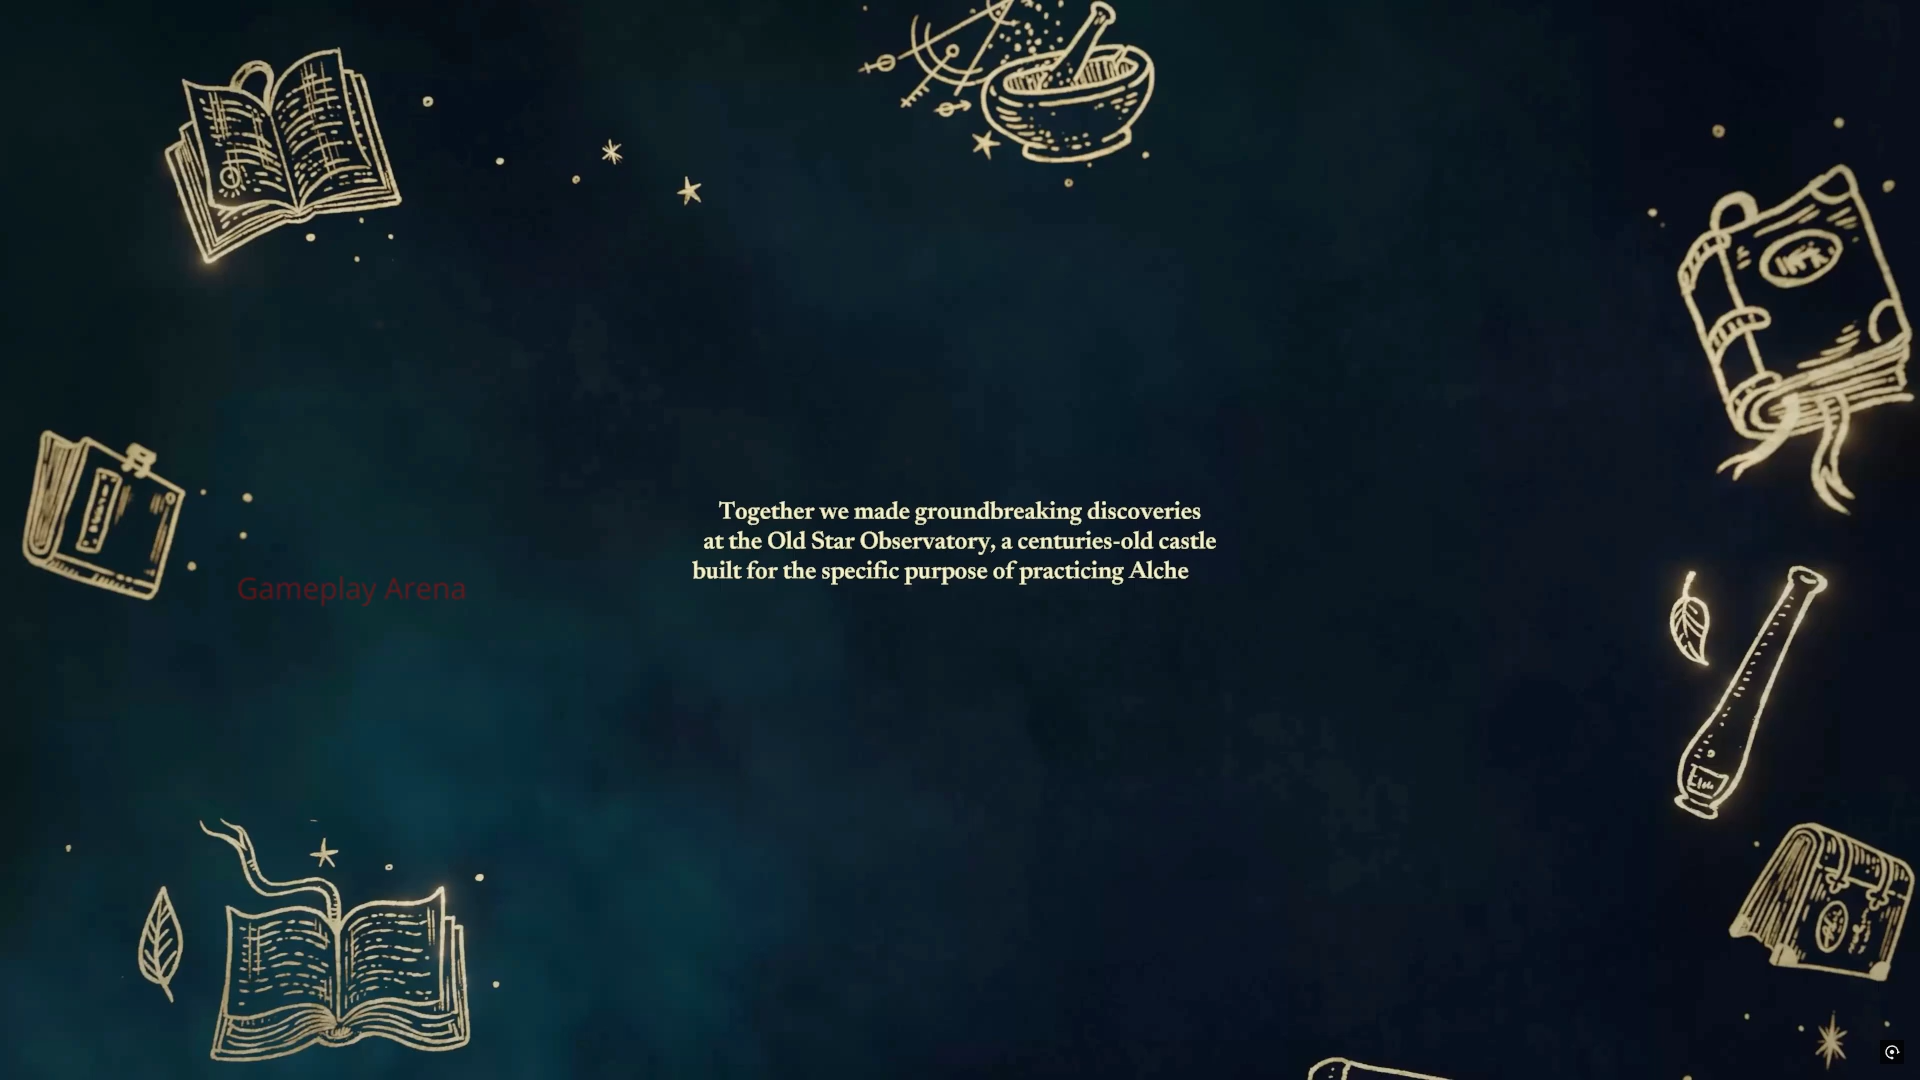 Together we made groundbreaking discoveries
at the Old Star Observatory, a centuries-old castle
built for the specific purpose of practicing Alche
Gameplay Arena